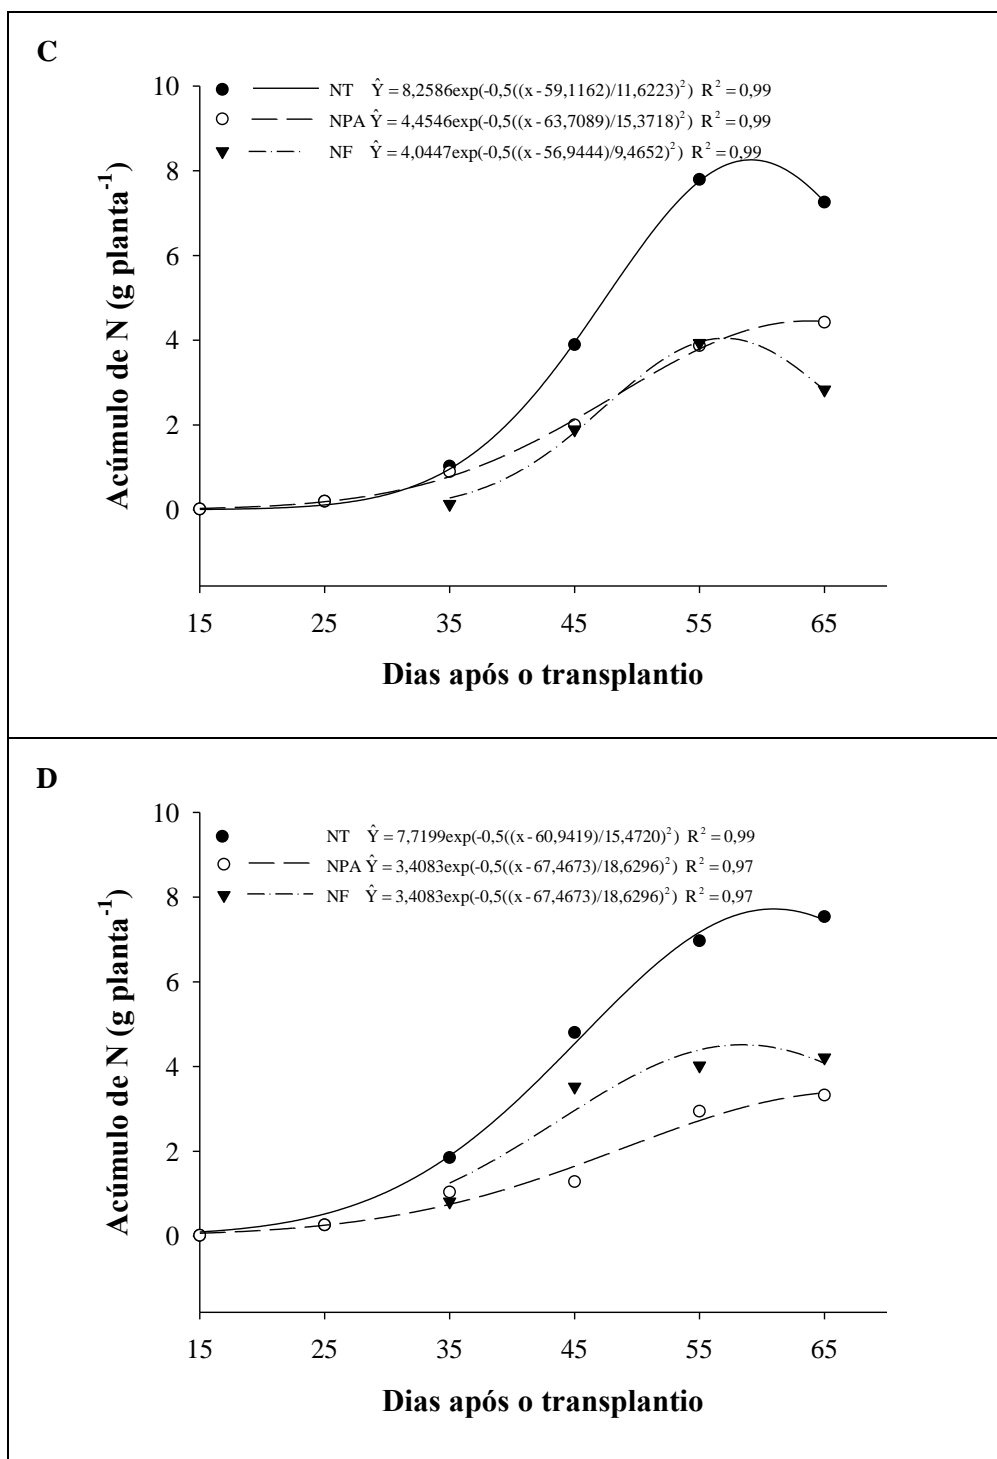 C
10
8
6
4
2
0
NT Ŷ = 8,2586exp(-0,5((x - 59,1162)/11,6223)²) R² = 0,99
NPA Ŷ = 4,4546exp(-0,5((x - 63,7089)/15,3718)²) R² = 0,99
NF Ŷ = 4,0447exp(-0,5((x - 56,9444)/9,4652)²) R² = 0,99
Acúmulo de N (g planta⁻¹)
15 25 35 45 55 65
Dias após o transplantio
D
10
8
6
4
2
0
NT Ŷ = 7,7199exp(-0,5((x - 60,9419)/15,4720)²) R² = 0,99
NPA Ŷ = 3,4083exp(-0,5((x - 67,4673)/18,6296)²) R² = 0,97
NF Ŷ = 3,4083exp(-0,5((x - 67,4673)/18,6296)²) R² = 0,97
Acúmulo de N (g planta⁻¹)
15 25 35 45 55 65
Dias após o transplantio